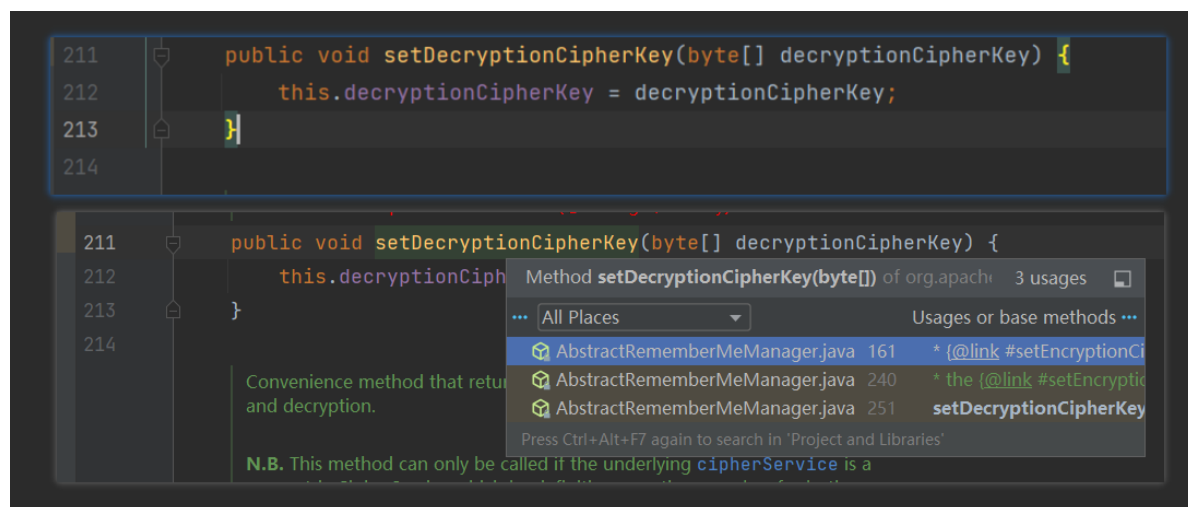 211 public void setDecryptionCipherKey(byte[] decryptionCipherKey) {
212 this.decryptionCipherKey = decryptionCipherKey;
213 }
214
211 public void setDecryptionCipherKey(byte[] decryptionCipherKey) {
212 this.decryptionCiph
213 }
214
Method setDecryptionCipherKey(byte[]) of org.apache 3 usages
All Places Usages or base methods
AbstractRememberMeManager.java 161 * {@link #setEncryptionCi
AbstractRememberMeManager.java 240 * the {@link #setEncryptic
AbstractRememberMeManager.java 251 setDecryptionCipherKey
Press Ctrl+Alt+F7 again to search in 'Project and Libraries'
Convenience method that retur
and decryption.
N.B. This method can only be called if the underlying cipherService is a